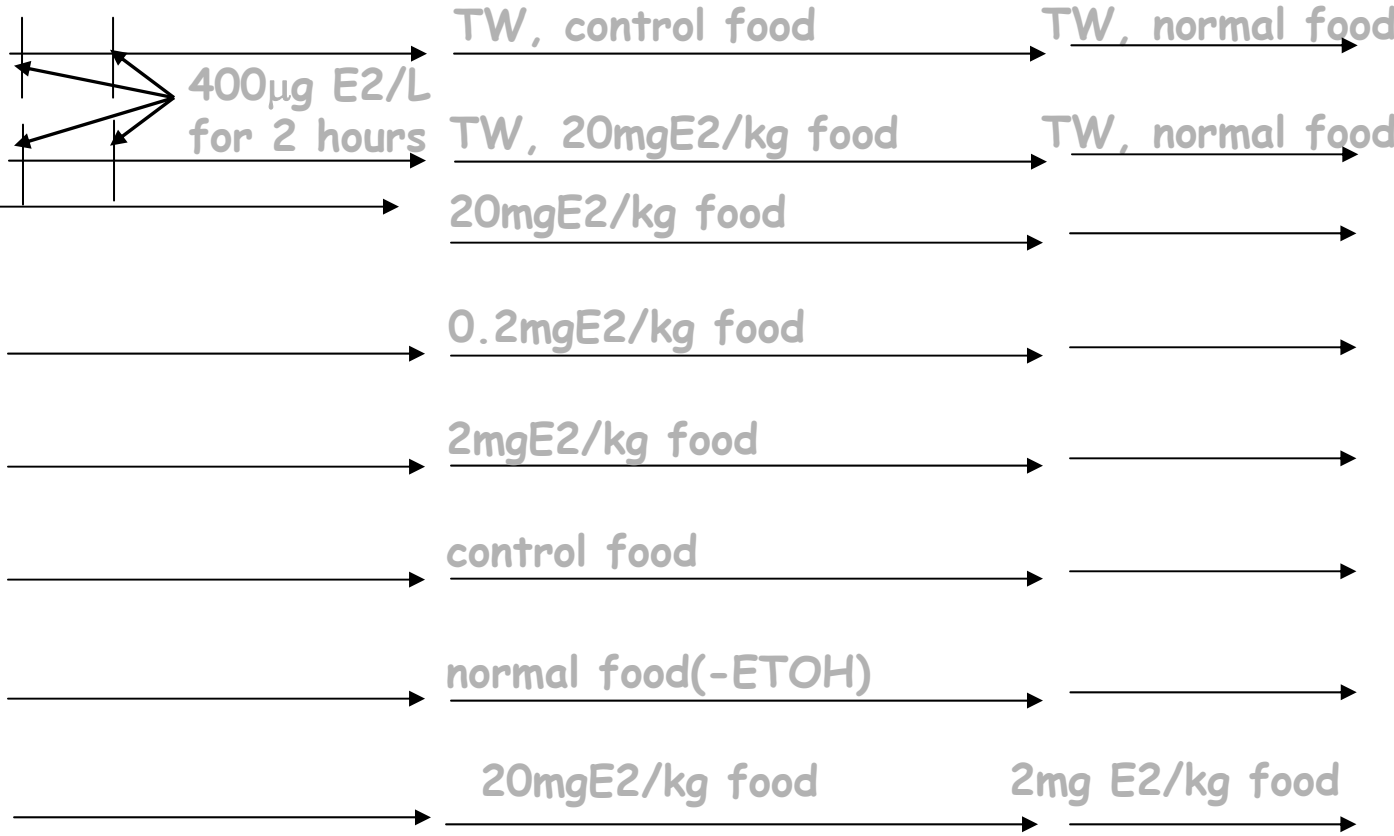 TW, control food
TW, normal food
400μg E2/L
for 2 hours
TW, 20mgE2/kg food
TW, normal food
20mgE2/kg food
0.2mgE2/kg food
2mgE2/kg food
control food
normal food(-ETOH)
20mgE2/kg food
2mg E2/kg food